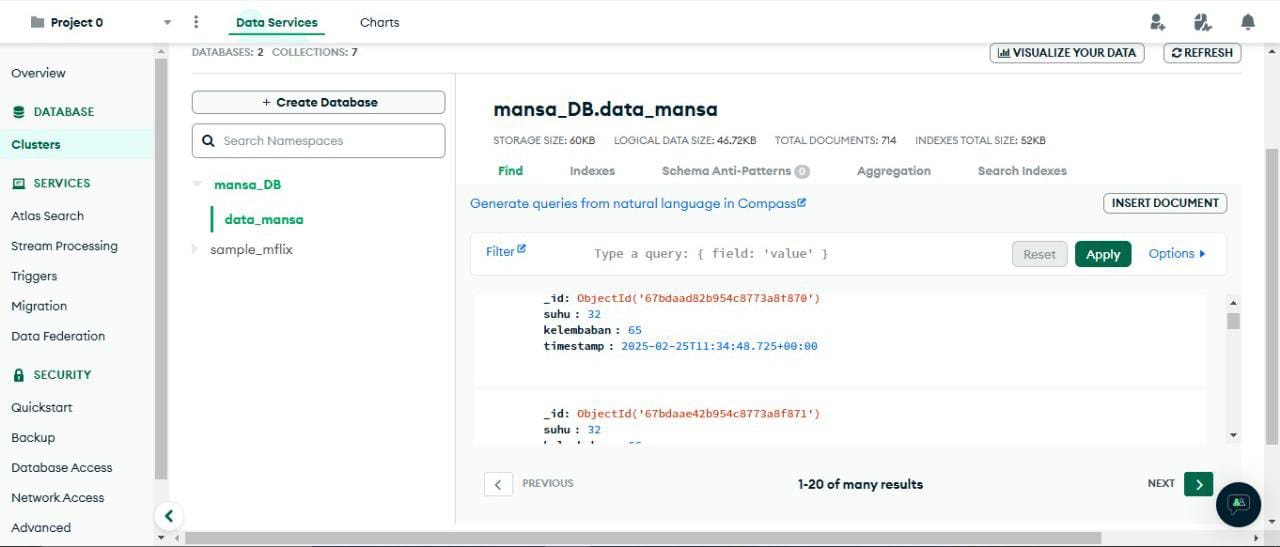 Project 0
Data Services
Charts
Overview
DATABASE
Clusters
SERVICES
Atlas Search
Stream Processing
Triggers
Migration
Data Federation
SECURITY
Quickstart
Backup
Database Access
Network Access
Advanced
DATABASES: 2 COLLECTIONS: 7
VISUALIZE YOUR DATA
REFRESH
+ Create Database
Search Namespaces
mansa_DB
data_mansa
sample_mflix
mansa_DB.data_mansa
STORAGE SIZE: 60KB LOGICAL DATA SIZE: 46.72KB TOTAL DOCUMENTS: 714 INDEXES TOTAL SIZE: 52KB
Find Indexes Schema Anti-Patterns 0 Aggregation Search Indexes
Generate queries from natural language in Compass
INSERT DOCUMENT
Filter Type a query: { field: 'value' } Reset Apply Options
_id: ObjectId('67bdaad82b954c8773a8f870')
suhu : 32
kelembaban : 65
timestamp : 2025-02-25T11:34:48.725+00:00
_id: ObjectId('67bdaae42b954c8773a8f871')
suhu : 32
PREVIOUS 1-20 of many results NEXT